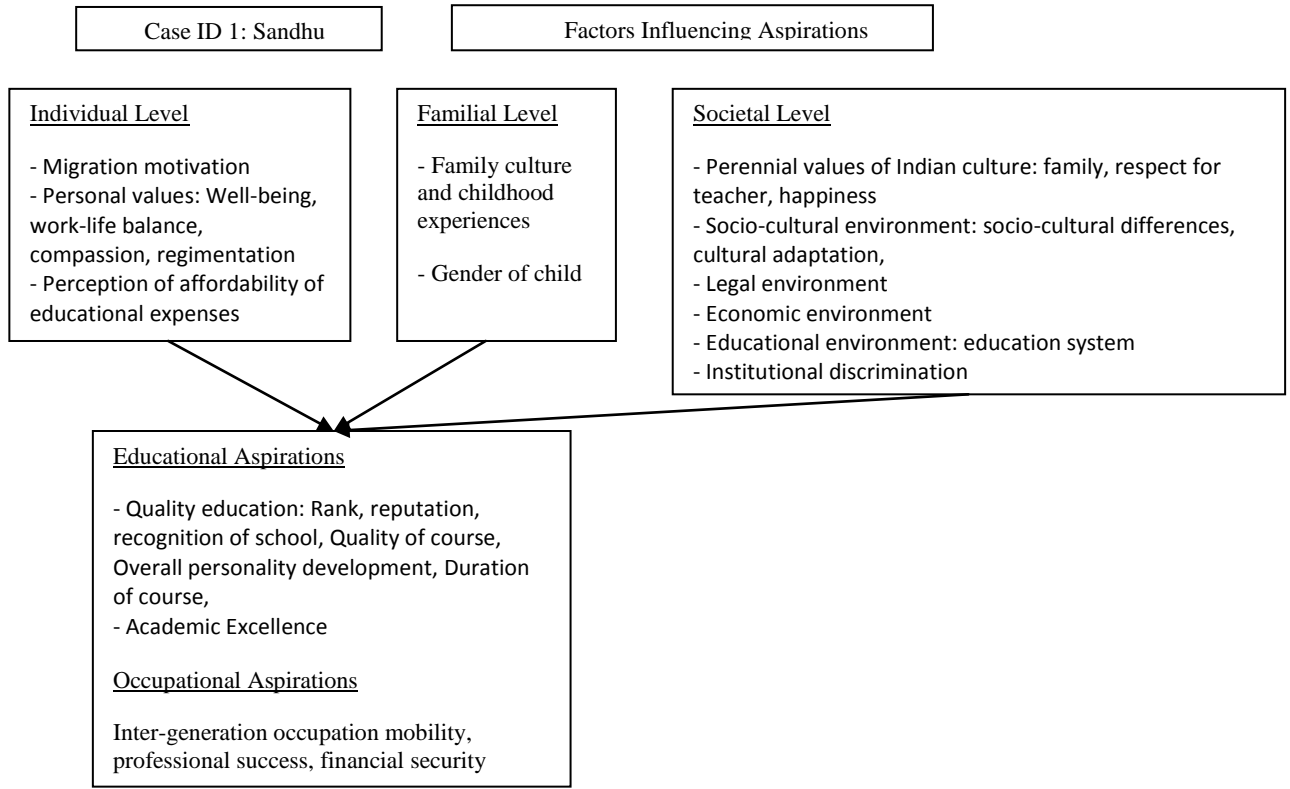 Case ID 1: Sandhu
Factors Influencing Aspirations
Individual Level
- Migration motivation
- Personal values: Well-being,
work-life balance,
compassion, regimentation
- Perception of affordability of
educational expenses
Familial Level
- Family culture
and childhood
experiences
- Gender of child
Societal Level
- Perennial values of Indian culture: family, respect for
teacher, happiness
- Socio-cultural environment: socio-cultural differences,
cultural adaptation,
- Legal environment
- Economic environment
- Educational environment: education system
- Institutional discrimination
Educational Aspirations
- Quality education: Rank, reputation,
recognition of school, Quality of course,
Overall personality development, Duration
of course,
- Academic Excellence
Occupational Aspirations
Inter-generation occupation mobility,
professional success, financial security